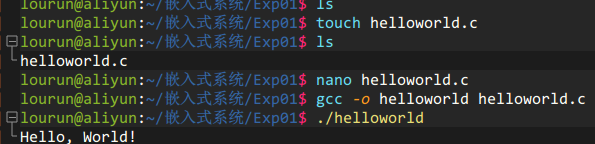 lourun@aliyun:~/嵌入式系统/Exp01$ ls
lourun@aliyun:~/嵌入式系统/Exp01$ touch helloworld.c
lourun@aliyun:~/嵌入式系统/Exp01$ ls
helloworld.c
lourun@aliyun:~/嵌入式系统/Exp01$ nano helloworld.c
lourun@aliyun:~/嵌入式系统/Exp01$ gcc -o helloworld helloworld.c
lourun@aliyun:~/嵌入式系统/Exp01$ ./helloworld
Hello, World!